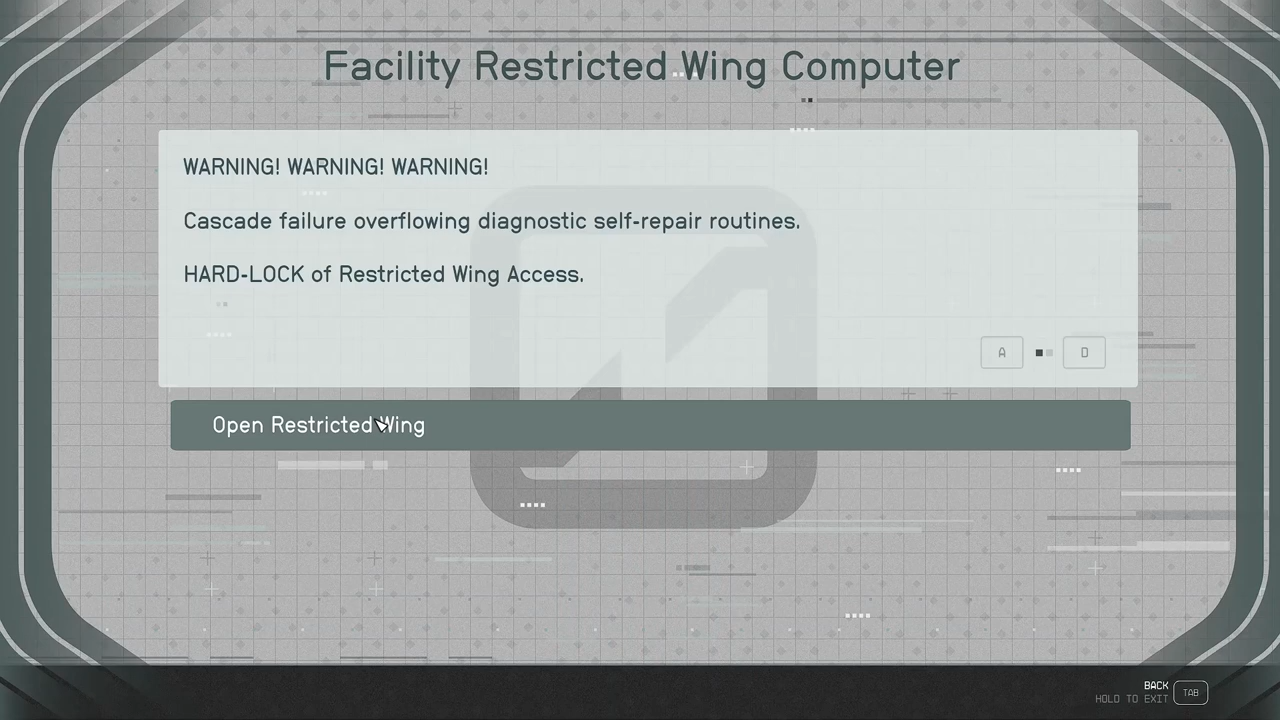 Facility Restricted Wing Computer
WARNING! WARNING! WARNING!
Cascade failure overflowing diagnostic self-repair routines.
HARD-LOCK of Restricted Wing Access.
A D
Open Restricted Wing
BACK
HOLD TO EXIT TAB